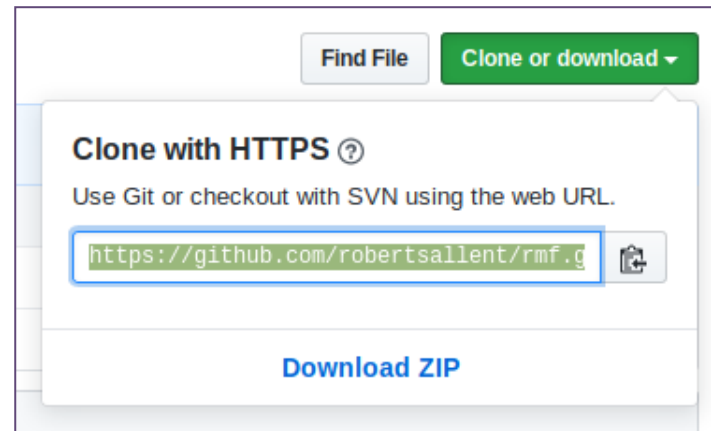 Find File
Clone or download
Clone with HTTPS
Use Git or checkout with SVN using the web URL.
https://github.com/robertsallent/rmf.g
Download ZIP